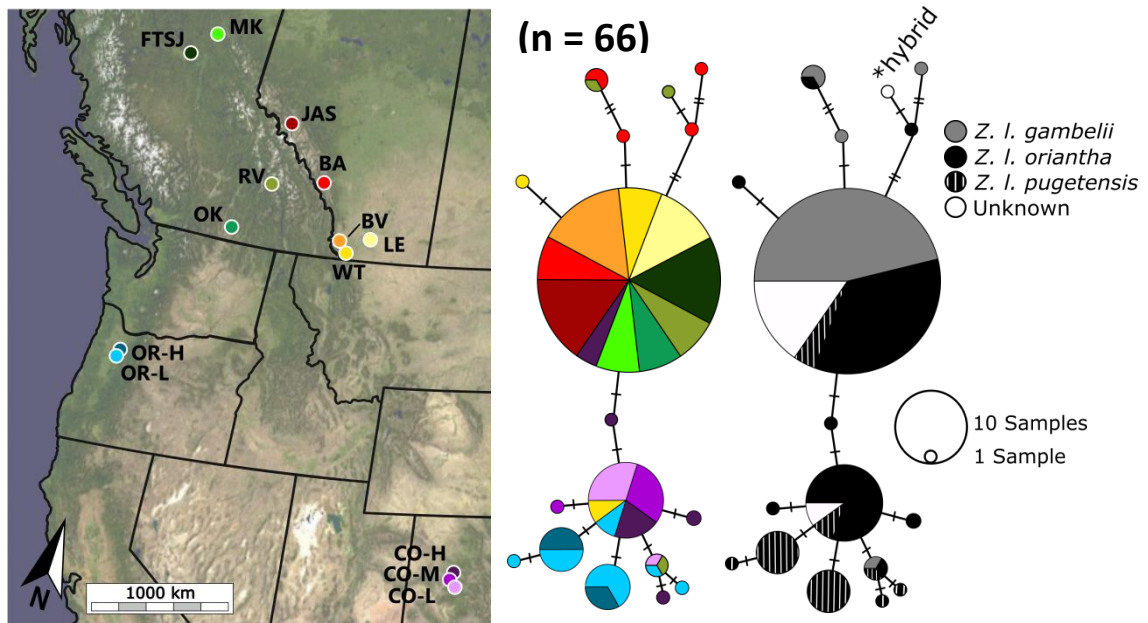 MK
FTSJ
JAS
RV
BA
OK
BV
LE
WT
OR-H
OR-L
CO-H
CO-M
CO-L
N
1000 km
(n = 66)
*hybrid
Z. l. gambelii
Z. l. oriantha
Z. l. pugetensis
Unknown
10 Samples
1 Sample